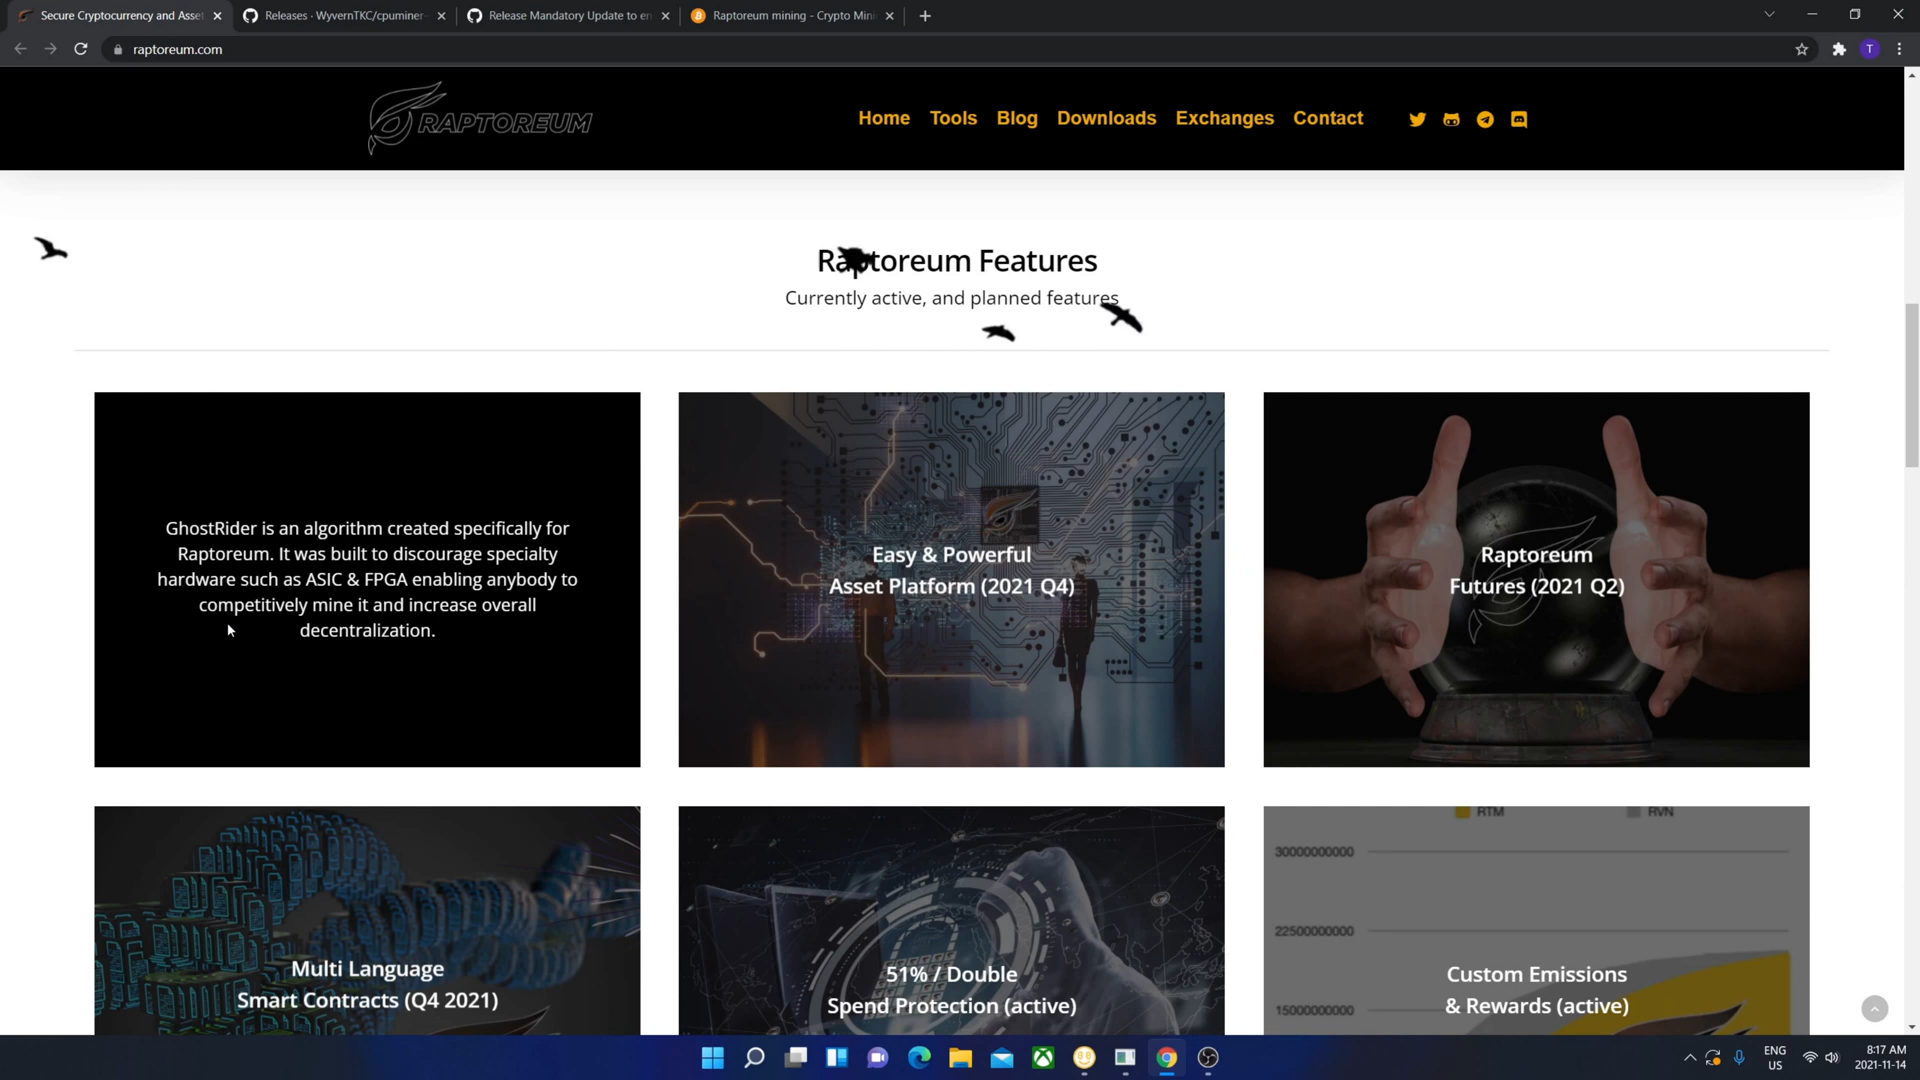 Secure Cryptocurrency and Asset
Releases · WyvernTKC/cpuminer-
Release Mandatory Update to en
Raptoreum mining - Crypto Mini
raptoreum.com
T
RAPTOREUM
Home
Tools
Blog
Downloads
Exchanges
Contact
Raptoreum Features
Currently active, and planned features
GhostRider is an algorithm created specifically for
Raptoreum. It was built to discourage specialty
hardware such as ASIC & FPGA enabling anybody to
competitively mine it and increase overall
decentralization.
Easy & Powerful
Asset Platform (2021 Q4)
Raptoreum
Futures (2021 Q2)
Multi Language
Smart Contracts (Q4 2021)
51% / Double
Spend Protection (active)
RTM
RVN
30000000000
22500000000
15000000000
Custom Emissions
& Rewards (active)
ENG
US
8:17 AM
2021-11-14